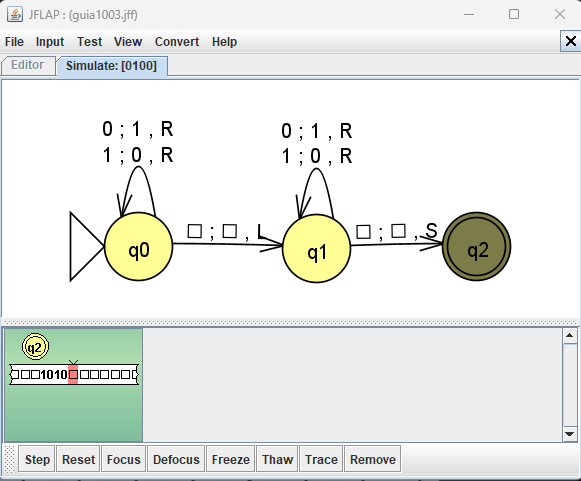 JFLAP : (guia1003.jff)
File Input Test View Convert Help
Editor Simulate: [0100]
0 ; 1 , R
1 ; 0 , R
0 ; 1 , R
1 ; 0 , R
□ ; □ , L
□ ; □ , S
q0
q1
q2
q2
□□□1010□□□□□□□
Step Reset Focus Defocus Freeze Thaw Trace Remove